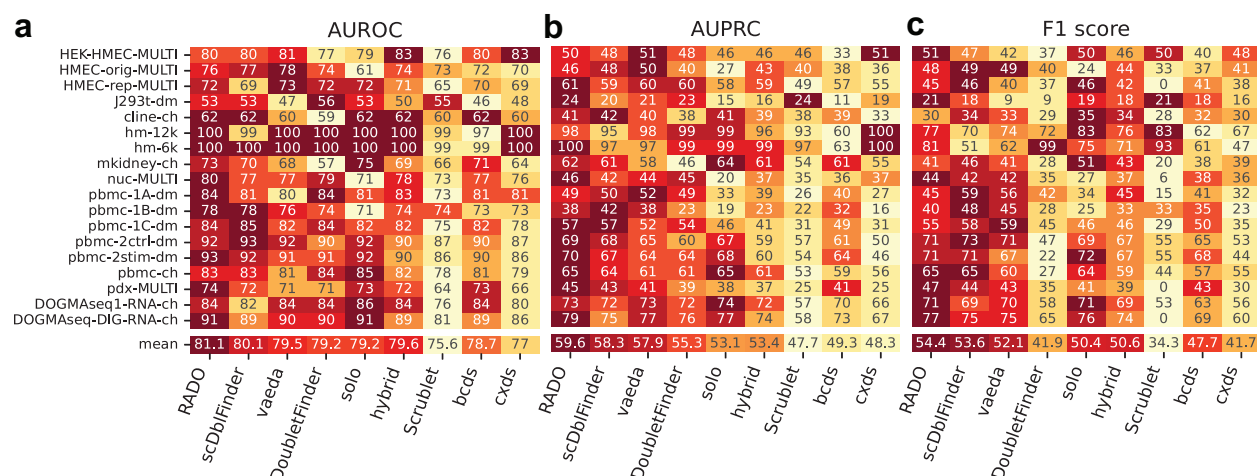 a AUROC b AUPRC c F1 score
HEK-HMEC-MULTI 80 80 81 77 79 83 76 80 83 50 48 51 48 46 46 46 33 51 51 47 42 37 50 46 50 40 48
HMEC-orig-MULTI 76 77 78 74 61 74 73 72 70 46 48 50 40 27 43 40 38 36 48 49 49 40 24 44 33 37 41
HMEC-rep-MULTI 72 69 73 72 72 71 65 70 69 61 59 60 60 58 59 49 57 55 45 46 40 37 46 42 0 41 38
J293t-dm 53 53 47 56 53 50 55 46 48 24 20 21 23 15 16 24 11 19 21 18 9 9 19 18 21 18 16
cline-ch 62 62 60 59 62 62 60 62 60 41 42 40 38 41 39 38 39 33 30 34 33 30 35 34 28 32 30
hm-12k 100 99 100 100 100 100 99 97 100 98 95 98 99 99 96 93 60 100 77 70 74 72 83 76 83 62 67
hm-6k 100 100 100 100 100 100 99 99 100 100 97 97 99 99 99 97 63 100 81 51 62 99 75 71 93 61 47
mkidney-ch 73 70 68 57 75 69 66 71 64 62 61 58 46 64 61 54 61 55 41 46 41 28 51 43 20 38 39
nuc-MULTI 80 77 77 79 71 78 73 77 76 46 42 44 45 20 37 35 36 37 44 42 42 35 27 37 6 38 36
pbmc-1A-dm 84 81 80 84 81 83 73 81 81 49 50 52 49 33 39 26 40 27 45 59 56 42 34 45 15 41 32
pbmc-1B-dm 78 78 76 74 71 74 74 73 73 38 42 38 23 19 23 22 32 16 40 48 45 28 25 33 33 35 23
pbmc-1C-dm 84 85 82 84 82 82 75 82 78 57 57 52 54 46 41 31 49 31 55 58 59 45 46 46 29 50 35
pbmc-2ctrl-dm 92 93 92 90 92 90 87 90 87 69 68 65 60 67 59 57 61 50 71 73 71 47 69 67 55 65 53
pbmc-2stim-dm 93 92 91 91 92 90 86 90 86 70 67 64 64 68 60 54 64 46 71 71 67 22 72 67 55 68 44
pbmc-ch 83 83 81 84 85 82 78 81 79 65 64 61 61 65 61 53 59 56 65 65 60 27 63 60 44 57 55
pdx-MULTI 74 72 71 71 73 72 64 73 66 45 43 41 39 38 37 25 41 25 47 44 43 35 41 39 0 43 30
DOGMAseq1-RNA-ch 84 82 84 84 86 84 76 84 80 73 72 73 72 74 72 57 70 66 71 69 70 58 71 69 53 63 56
DOGMAseq-DIG-RNA-ch 91 89 90 90 91 89 81 89 86 79 75 77 76 77 74 58 73 67 77 75 75 65 76 74 0 69 60
mean 81.1 80.1 79.5 79.2 79.2 79.6 75.6 78.7 77 59.6 58.3 57.9 55.3 53.1 53.4 47.7 49.3 48.3 54.4 53.6 52.1 41.9 50.4 50.6 34.3 47.7 41.7
RADO scDblFinder vaeda DoubletFinder solo hybrid Scrublet bcds cxds RADO scDblFinder vaeda DoubletFinder solo hybrid Scrublet bcds cxds RADO scDblFinder vaeda DoubletFinder solo hybrid Scrublet bcds cxds